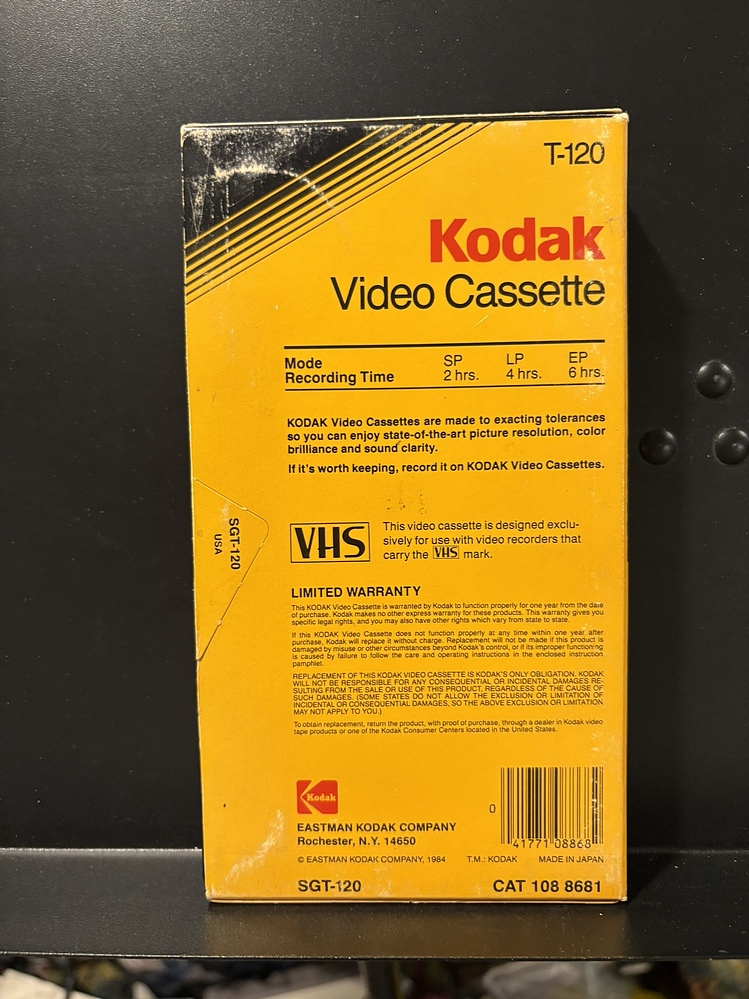 T-120
Kodak
Video Cassette
Mode SP LP EP
Recording Time 2 hrs. 4 hrs. 6 hrs.
KODAK Video Cassettes are made to exacting tolerances
so you can enjoy state-of-the-art picture resolution, color
brilliance and sound clarity.
If it's worth keeping, record it on KODAK Video Cassettes.
SGT-120
USA
VHS
This video cassette is designed exclu-
sively for use with video recorders that
carry the VHS mark.
LIMITED WARRANTY
This KODAK Video Cassette is warranted by Kodak to function properly for one year from the date
of purchase. Kodak makes no other express warranty for these products. This warranty gives you
specific legal rights, and you may also have other rights which vary from state to state.
If this KODAK Video Cassette does not function properly at any time within one year after
purchase, Kodak will replace it without charge. Replacement will not be made if this product is
damaged by misuse or other circumstances beyond Kodak's control, or if its improper functioning
is caused by failure to follow the care and operating instructions in the enclosed instruction
pamphlet.
REPLACEMENT OF THIS KODAK VIDEO CASSETTE IS KODAK'S ONLY OBLIGATION. KODAK
WILL NOT BE RESPONSIBLE FOR ANY CONSEQUENTIAL OR INCIDENTAL DAMAGES RE-
SULTING FROM THE SALE OR USE OF THIS PRODUCT, REGARDLESS OF THE CAUSE OF
SUCH DAMAGES. (SOME STATES DO NOT ALLOW THE EXCLUSION OR LIMITATION OF
INCIDENTAL OR CONSEQUENTIAL DAMAGES, SO THE ABOVE EXCLUSION OR LIMITATION
MAY NOT APPLY TO YOU.)
To obtain replacement, return the product, with proof of purchase, through a dealer in Kodak video
tape products or one of the Kodak Consumer Centers located in the United States.
Kodak
0 41771 08868
EASTMAN KODAK COMPANY
Rochester, N.Y. 14650
© EASTMAN KODAK COMPANY, 1984 T.M.: KODAK MADE IN JAPAN
SGT-120 CAT 108 8681